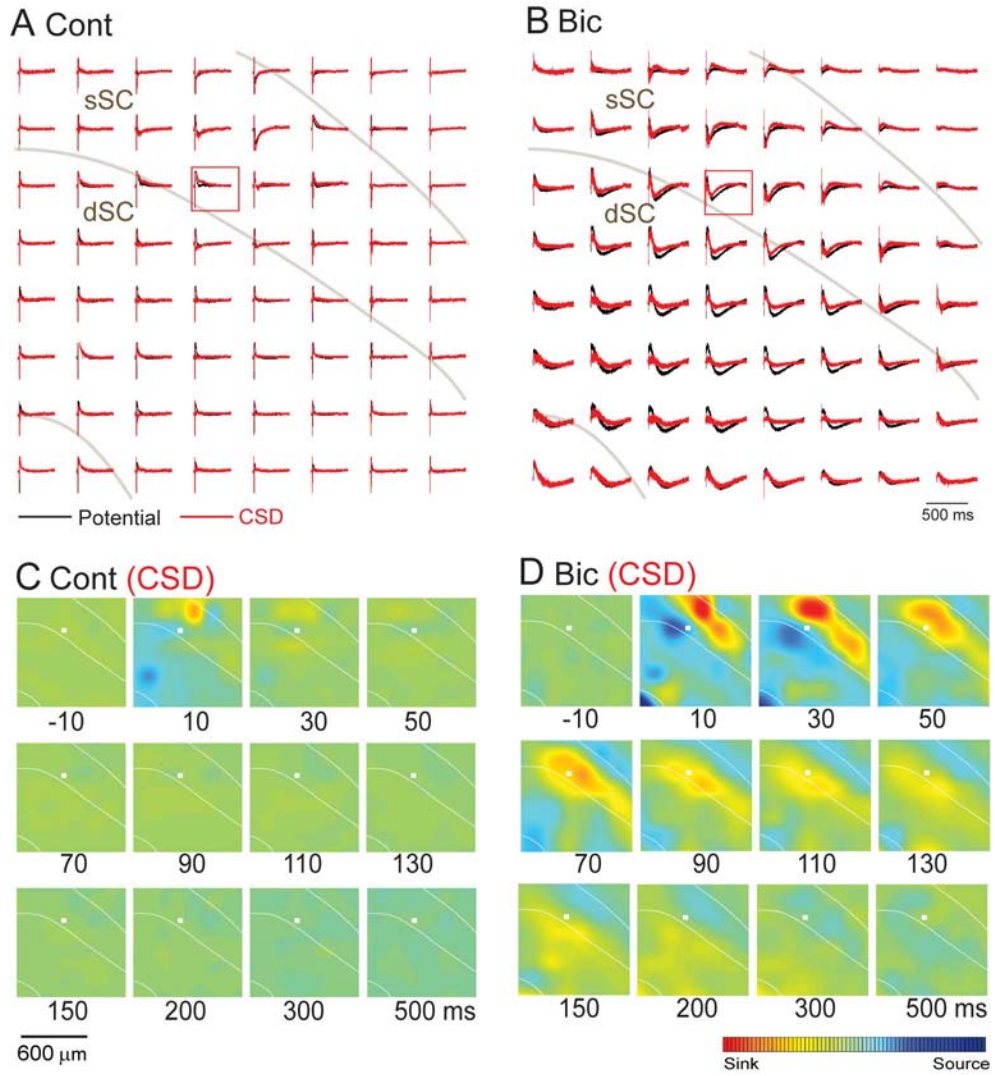 A Cont
sSC
dSC
Potential CSD
B Bic
sSC
dSC
500 ms
C Cont (CSD)
-10 10 30 50
70 90 110 130
150 200 300 500 ms
600 μm
D Bic (CSD)
-10 10 30 50
70 90 110 130
150 200 300 500 ms
Sink Source